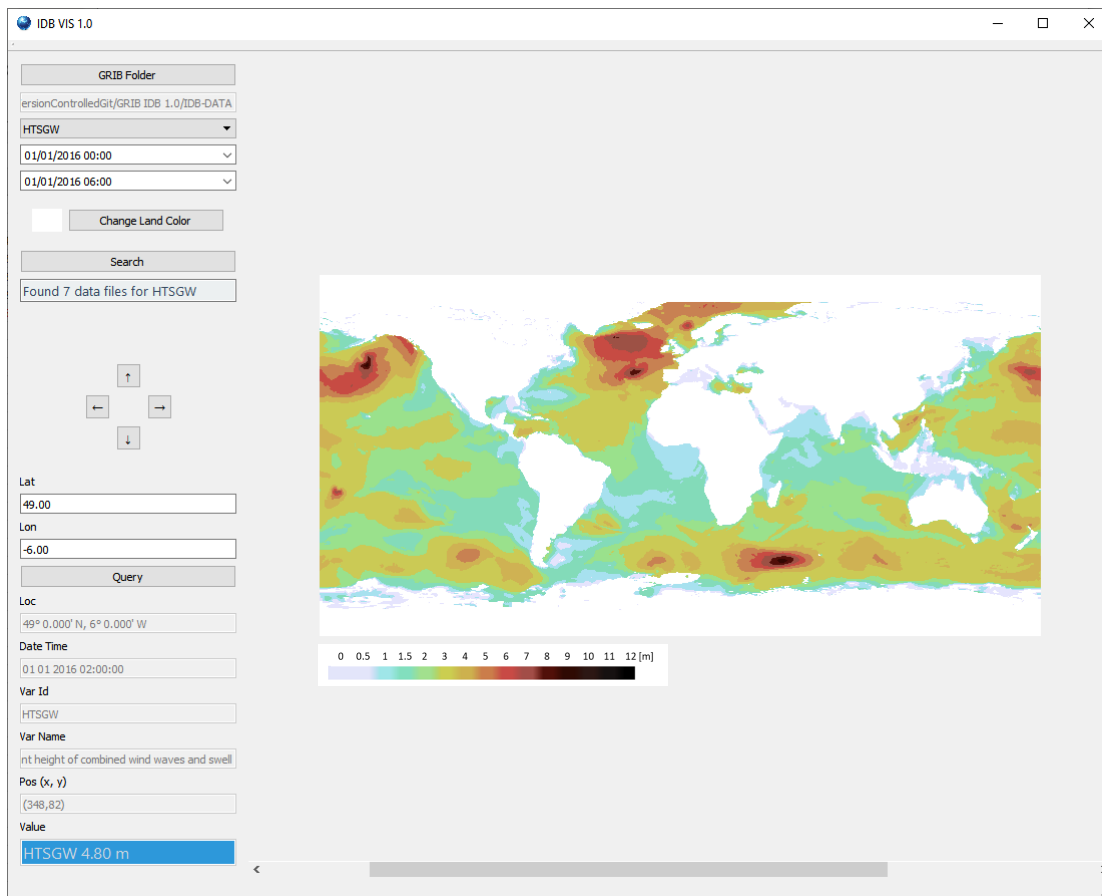 IDB VIS 1.0
GRIB Folder
ersionControlledGit/GRIB IDB 1.0/IDB-DATA
HTSGW
01/01/2016 00:00
01/01/2016 06:00
Change Land Color
Search
Found 7 data files for HTSGW
↑
← →
↓
Lat
49.00
Lon
-6.00
Query
Loc
49° 0.000' N, 6° 0.000' W
Date Time
01 01 2016 02:00:00
Var Id
HTSGW
Var Name
nt height of combined wind waves and swell
Pos (x, y)
(348,82)
Value
HTSGW 4.80 m
0 0.5 1 1.5 2 3 4 5 6 7 8 9 10 11 12 [m]